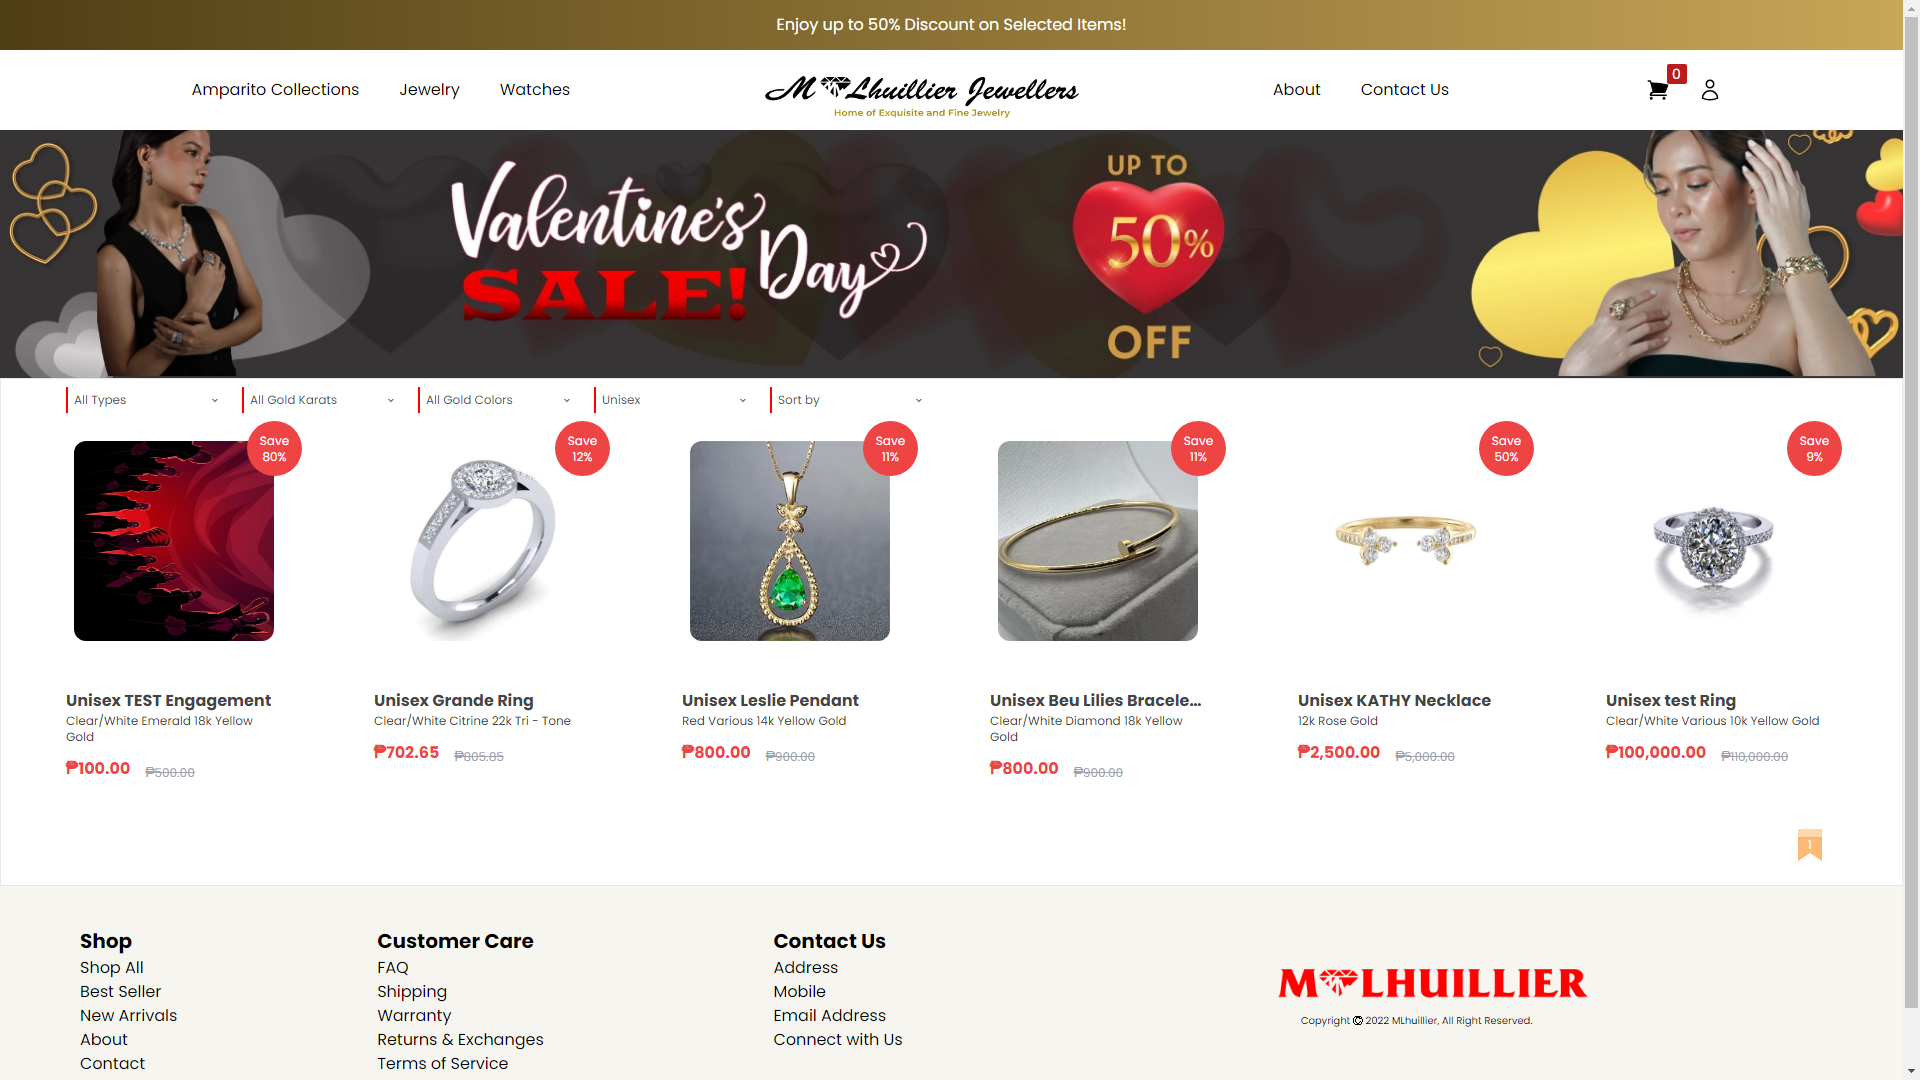 Enjoy up to 50% Discount on Selected Items!
Amparito Collections
Jewelry
Watches
M Lhuillier Jewellers
Home of Exquisite and Fine Jewelry
About
Contact Us
0
Valentine's
Day
SALE!
UP TO
50%
OFF
All Types
All Gold Karats
All Gold Colors
Unisex
Sort by
Save
80%
Unisex TEST Engagement
Clear/White Emerald 18k Yellow
Gold
₱100.00 ₱500.00
Save
12%
Unisex Grande Ring
Clear/White Citrine 22k Tri - Tone
₱702.65 ₱805.85
Save
11%
Unisex Leslie Pendant
Red Various 14k Yellow Gold
₱800.00 ₱900.00
Save
11%
Unisex Beu Lilies Bracele...
Clear/White Diamond 18k Yellow
Gold
₱800.00 ₱900.00
Save
50%
Unisex KATHY Necklace
12k Rose Gold
₱2,500.00 ₱5,000.00
Save
9%
Unisex test Ring
Clear/White Various 10k Yellow Gold
₱100,000.00 ₱110,000.00
1
Shop
Shop All
Best Seller
New Arrivals
About
Contact
Customer Care
FAQ
Shipping
Warranty
Returns & Exchanges
Terms of Service
Contact Us
Address
Mobile
Email Address
Connect with Us
M LHUILLIER
Copyright © 2022 MLhuillier, All Right Reserved.